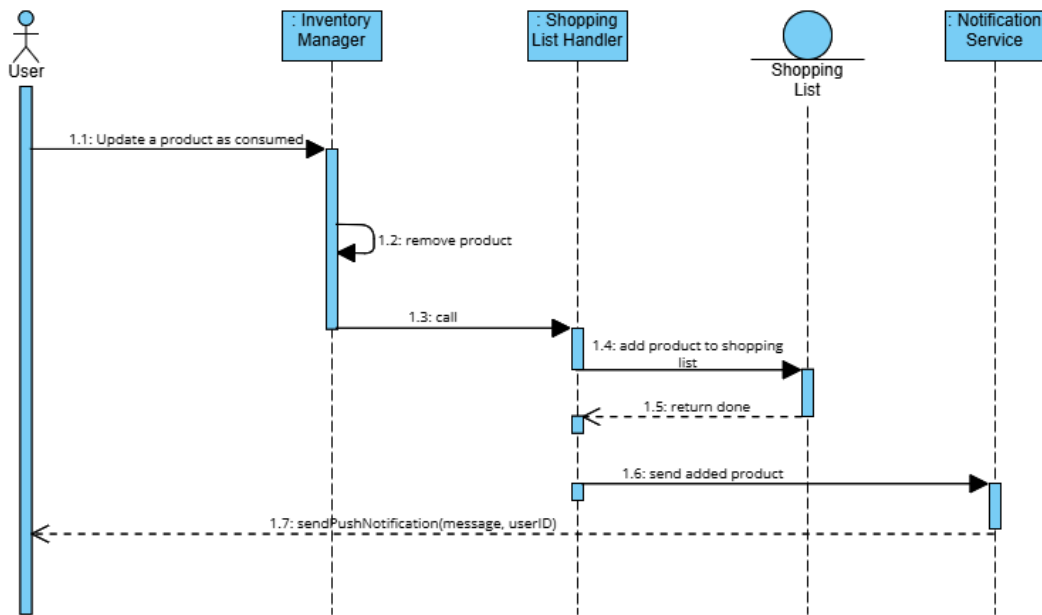 User
: Inventory
Manager
: Shopping
List Handler
Shopping
List
: Notification
Service
1.1: Update a product as consumed
1.2: remove product
1.3: call
1.4: add product to shopping
list
1.5: return done
1.6: send added product
1.7: sendPushNotification(message, userID)